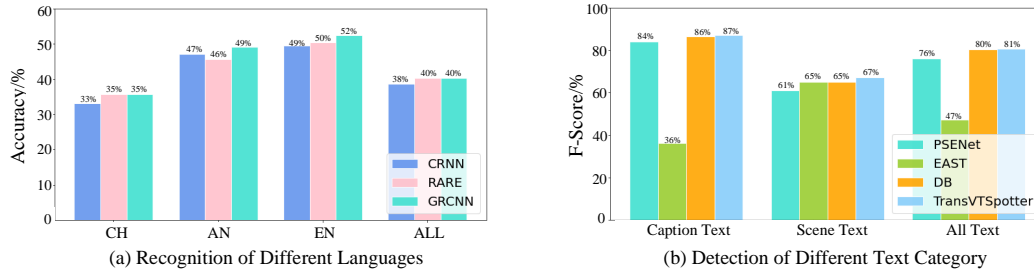 60
50
40
30
20
10
0
Accuracy/%
33%
35%
35%
47%
46%
49%
49%
50%
52%
38%
40%
40%
CRNN
RARE
GRCNN
CH
AN
EN
ALL
(a) Recognition of Different Languages
100
80
60
40
20
0
F-Score/%
84%
36%
86%
87%
61%
65%
65%
67%
76%
47%
80%
81%
PSENet
EAST
DB
TransVTSpotter
Caption Text
Scene Text
All Text
(b) Detection of Different Text Category